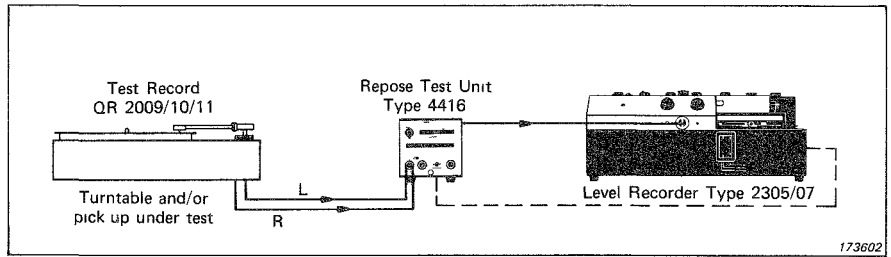 Test Record
QR 2009/10/11
Repose Test Unit
Type 4416
Turntable and/or
pick up under test
L
R
Level Recorder Type 2305/07
173602